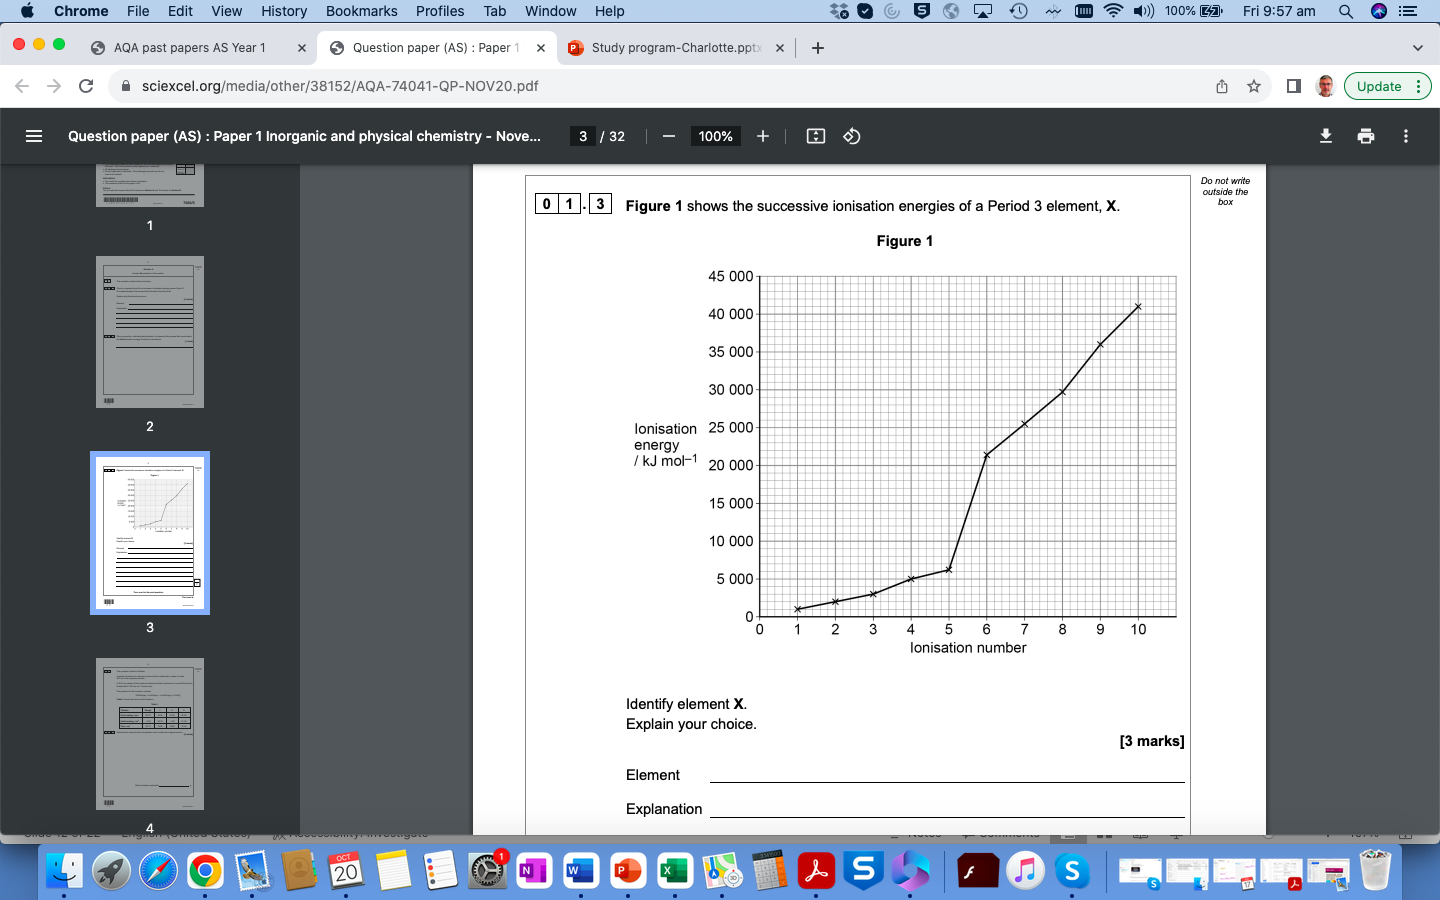 Chrome File Edit View History Bookmarks Profiles Tab Window Help 100% Fri 9:57 am
AQA past papers AS Year 1
Question paper (AS) : Paper 1
Study program-Charlotte.pptx
sciexcel.org/media/other/38152/AQA-74041-QP-NOV20.pdf
Update
Question paper (AS) : Paper 1 Inorganic and physical chemistry - Nove...
3 / 32
100%
1
2
3
4
Do not write
outside the
box
0 1 . 3 Figure 1 shows the successive ionisation energies of a Period 3 element, X.
Figure 1
45 000
40 000
35 000
30 000
25 000
20 000
15 000
10 000
5 000
0
Ionisation
energy
/ kJ mol–1
0 1 2 3 4 5 6 7 8 9 10
Ionisation number
Identify element X.
Explain your choice.
[3 marks]
Element
Explanation
OCT
20
1
17